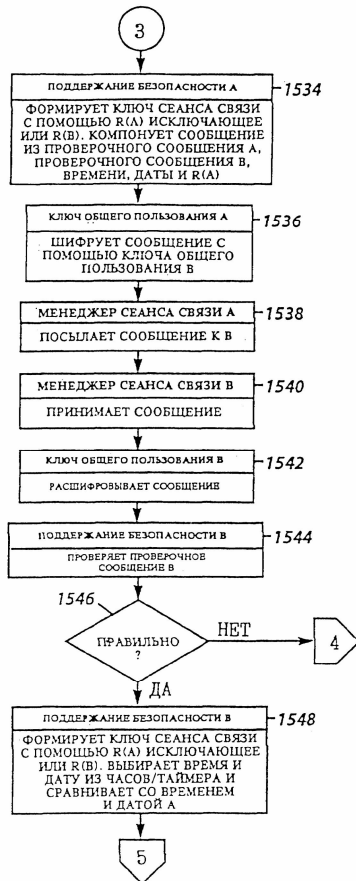 3
ПОДДЕРЖАНИЕ БЕЗОПАСНОСТИ А
1534
ФОРМИРУЕТ КЛЮЧ СЕАНСА СВЯЗИ
С ПОМОЩЬЮ R(A) ИСКЛЮЧАЮЩЕЕ
ИЛИ R(B). КОМПОНУЕТ СООБЩЕНИЕ
ИЗ ПРОВЕРОЧНОГО СООБЩЕНИЯ А,
ПРОВЕРОЧНОГО СООБЩЕНИЯ В,
ВРЕМЕНИ, ДАТЫ И R(A)
КЛЮЧ ОБЩЕГО ПОЛЬЗОВАНИЯ А
1536
ШИФРУЕТ СООБЩЕНИЕ С
ПОМОЩЬЮ КЛЮЧА ОБЩЕГО
ПОЛЬЗОВАНИЯ В
МЕНЕДЖЕР СЕАНСА СВЯЗИ А
1538
ПОСЫЛАЕТ СООБЩЕНИЕ К В
МЕНЕДЖЕР СЕАНСА СВЯЗИ В
1540
ПРИНИМАЕТ СООБЩЕНИЕ
КЛЮЧ ОБЩЕГО ПОЛЬЗОВАНИЯ В
1542
РАСШИФРОВЫВАЕТ СООБЩЕНИЕ
ПОДДЕРЖАНИЕ БЕЗОПАСНОСТИ В
1544
ПРОВЕРЯЕТ ПРОВЕРОЧНОЕ
СООБЩЕНИЕ В
1546
ПРАВИЛЬНО
?
НЕТ
4
ДА
ПОДДЕРЖАНИЕ БЕЗОПАСНОСТИ В
1548
ФОРМИРУЕТ КЛЮЧ СЕАНСА СВЯЗИ
С ПОМОЩЬЮ R(A) ИСКЛЮЧАЮЩЕЕ
ИЛИ R(B). ВЫБИРАЕТ ВРЕМЯ И
ДАТУ ИЗ ЧАСОВ/ТАЙМЕРА И
СРАВНИВАЕТ СО ВРЕМЕНЕМ
И ДАТОЙ А
5